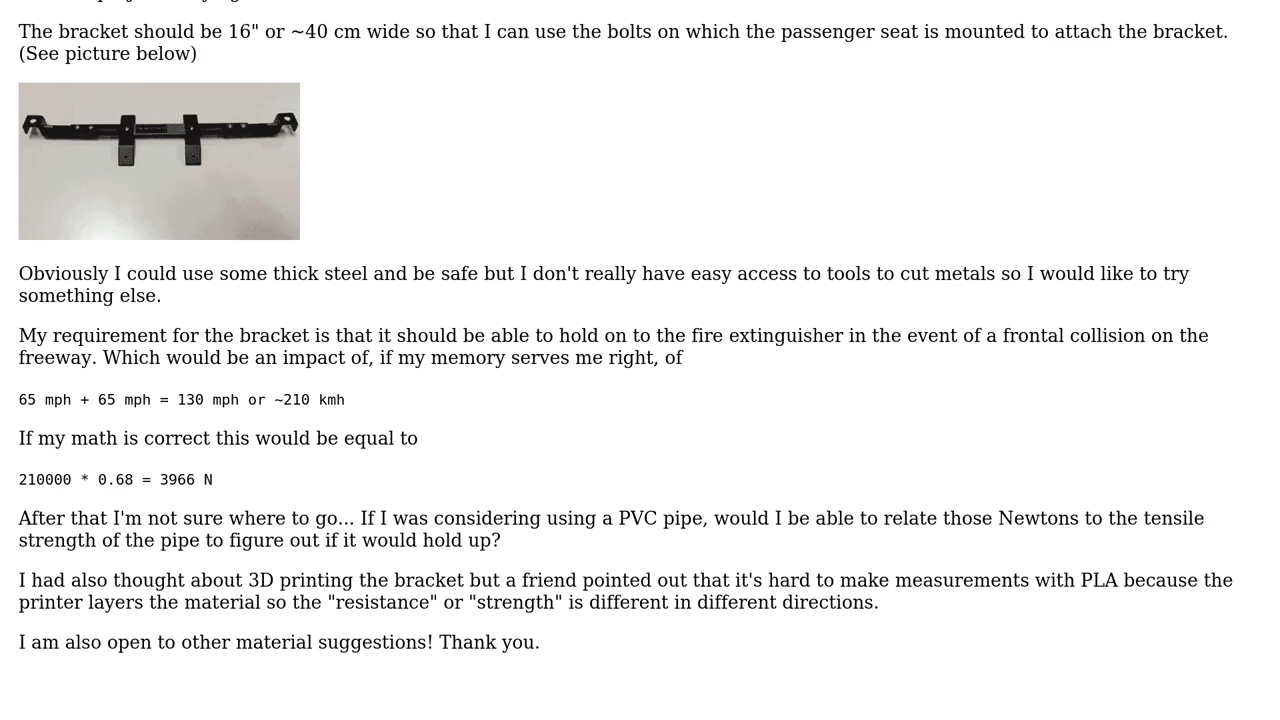 The bracket should be 16" or ~40 cm wide so that I can use the bolts on which the passenger seat is mounted to attach the bracket.
(See picture below)
Obviously I could use some thick steel and be safe but I don't really have easy access to tools to cut metals so I would like to try
something else.
My requirement for the bracket is that it should be able to hold on to the fire extinguisher in the event of a frontal collision on the
freeway. Which would be an impact of, if my memory serves me right, of
65 mph + 65 mph = 130 mph or ~210 kmh
If my math is correct this would be equal to
210000 * 0.68 = 3966 N
After that I'm not sure where to go... If I was considering using a PVC pipe, would I be able to relate those Newtons to the tensile
strength of the pipe to figure out if it would hold up?
I had also thought about 3D printing the bracket but a friend pointed out that it's hard to make measurements with PLA because the
printer layers the material so the "resistance" or "strength" is different in different directions.
I am also open to other material suggestions! Thank you.